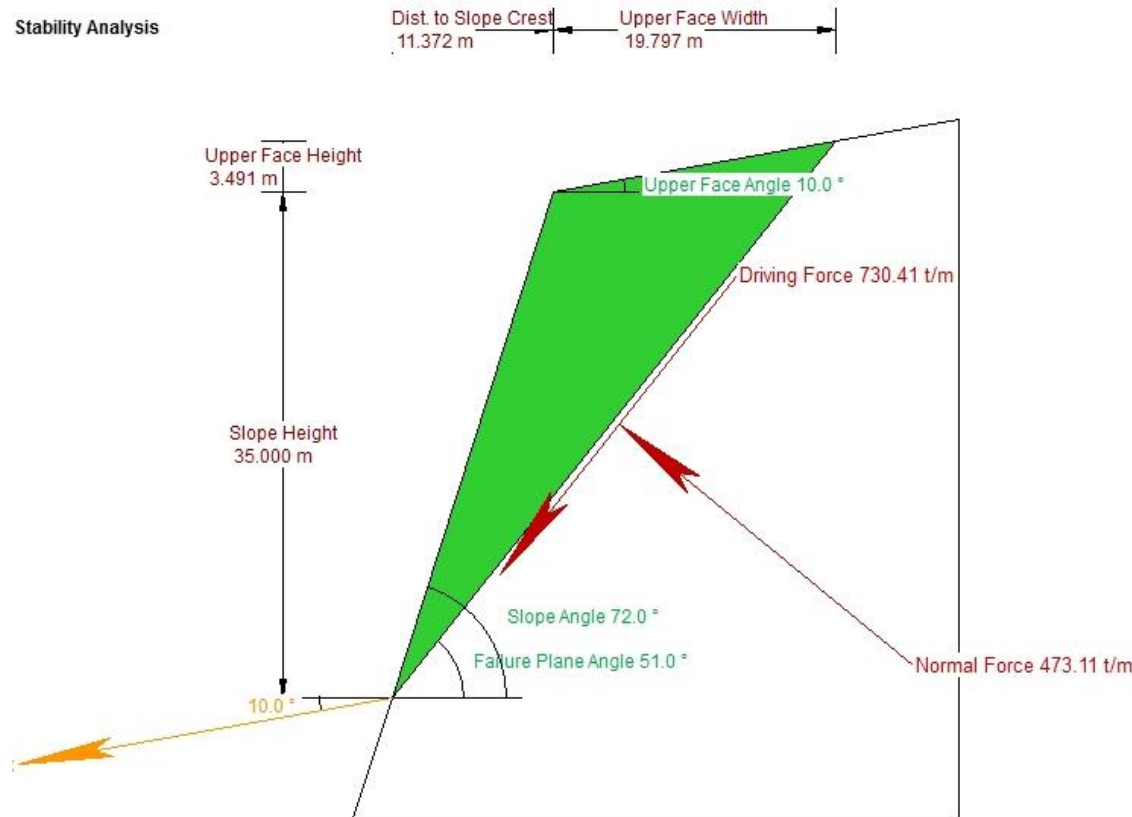 Stability Analysis
Dist. to Slope Crest
11.372 m
Upper Face Width
19.797 m
Upper Face Height
3.491 m
Upper Face Angle 10.0 °
Driving Force 730.41 t/m
Slope Height
35.000 m
Slope Angle 72.0 °
Failure Plane Angle 51.0 °
Normal Force 473.11 t/m
10.0 °